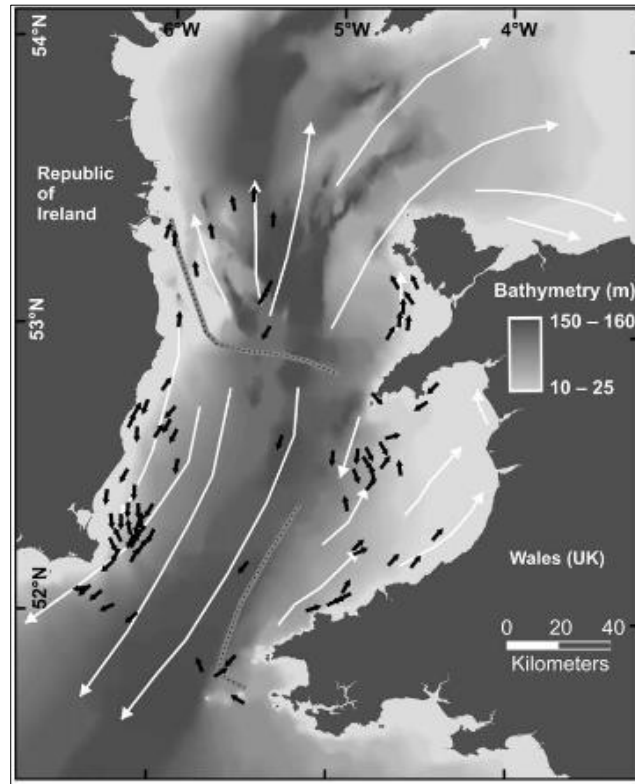 6°W 5°W 4°W
54°N
Republic
of
Ireland
Bathymetry (m)
150 – 160
10 – 25
53°N
52°N
Wales (UK)
0 20 40
Kilometers